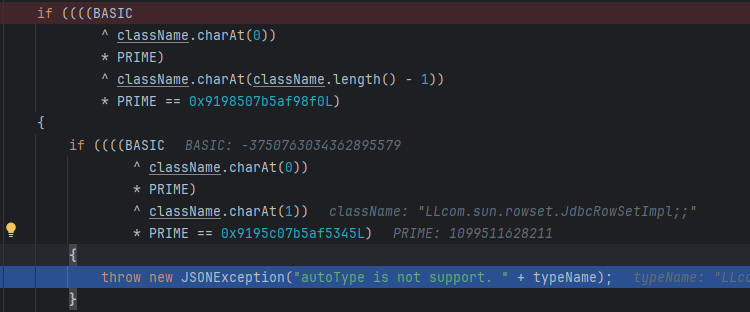 if ((((BASIC
^ className.charAt(0))
* PRIME)
^ className.charAt(className.length() - 1))
* PRIME == 0x9198507b5af98f0L)
{
if ((((BASIC BASIC: -3750763034362895579
^ className.charAt(0))
* PRIME)
^ className.charAt(1)) className: "LLcom.sun.rowset.JdbcRowSetImpl;;"
* PRIME == 0x9195c07b5af5345L) PRIME: 1099511628211
{
throw new JSONException("autoType is not support. " + typeName); typeName: "LLco
}